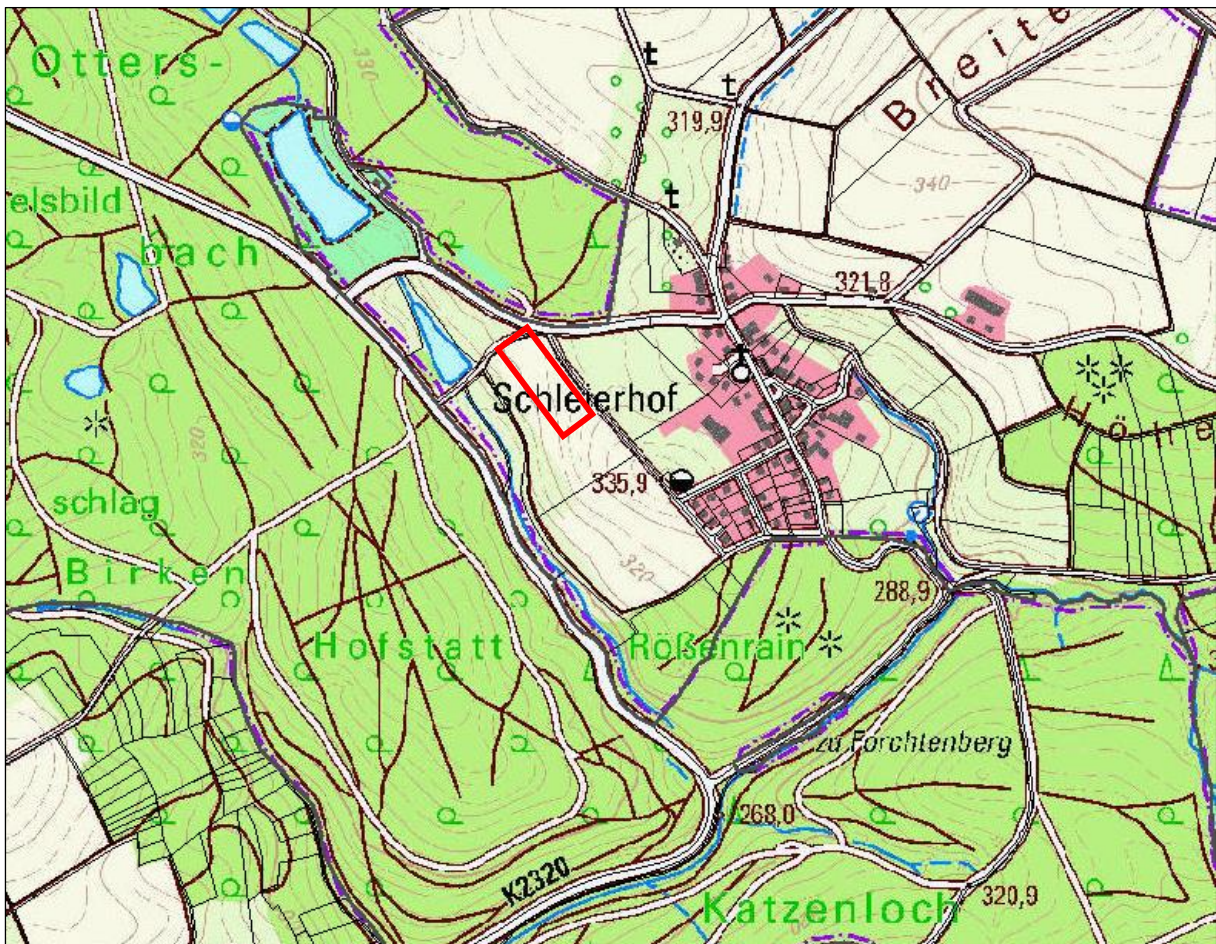 Otters-
330
Breite
319,9
340
elsbild
bach
321,8
Schleierhof
335,9
320
schlag
320
Birken
288,9
Hofstatt
Rößenrain
zu Forchtenberg
268,0
K2320
320,9
Katzenloch